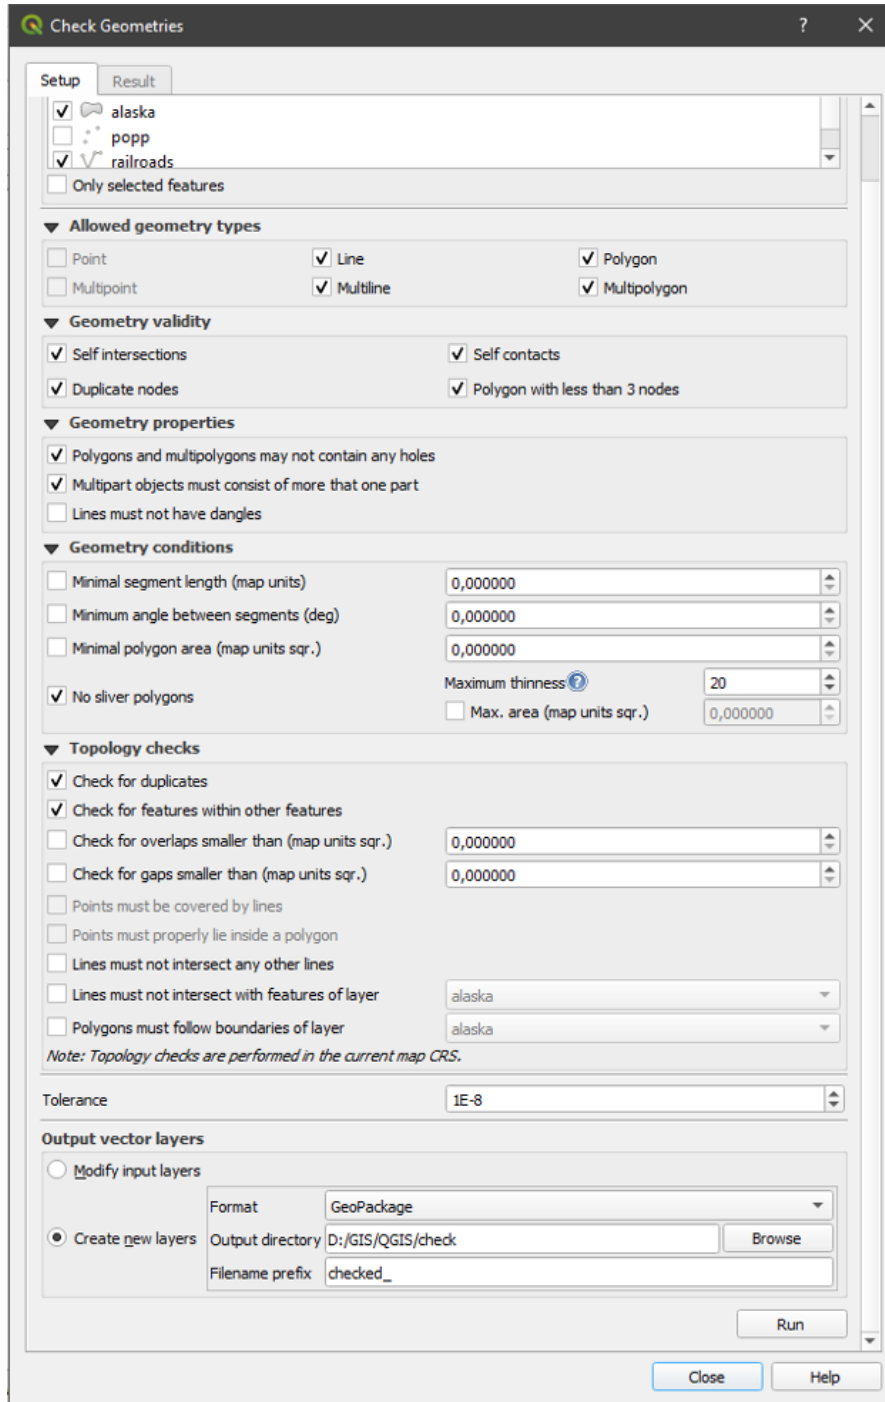 Check Geometries ? ×
Setup Result
alaska
popp
railroads
Only selected features
Allowed geometry types
Point Line Polygon
Multipoint Multiline Multipolygon
Geometry validity
Self intersections Self contacts
Duplicate nodes Polygon with less than 3 nodes
Geometry properties
Polygons and multipolygons may not contain any holes
Multipart objects must consist of more that one part
Lines must not have dangles
Geometry conditions
Minimal segment length (map units) 0,000000
Minimum angle between segments (deg) 0,000000
Minimal polygon area (map units sqr.) 0,000000
No sliver polygons Maximum thinness ? 20
Max. area (map units sqr.) 0,000000
Topology checks
Check for duplicates
Check for features within other features
Check for overlaps smaller than (map units sqr.) 0,000000
Check for gaps smaller than (map units sqr.) 0,000000
Points must be covered by lines
Points must properly lie inside a polygon
Lines must not intersect any other lines
Lines must not intersect with features of layer alaska
Polygons must follow boundaries of layer alaska
Note: Topology checks are performed in the current map CRS.
Tolerance 1E-8
Output vector layers
Modify input layers
Format GeoPackage
Create new layers Output directory D:/GIS/QGIS/check Browse
Filename prefix checked_
Run
Close Help